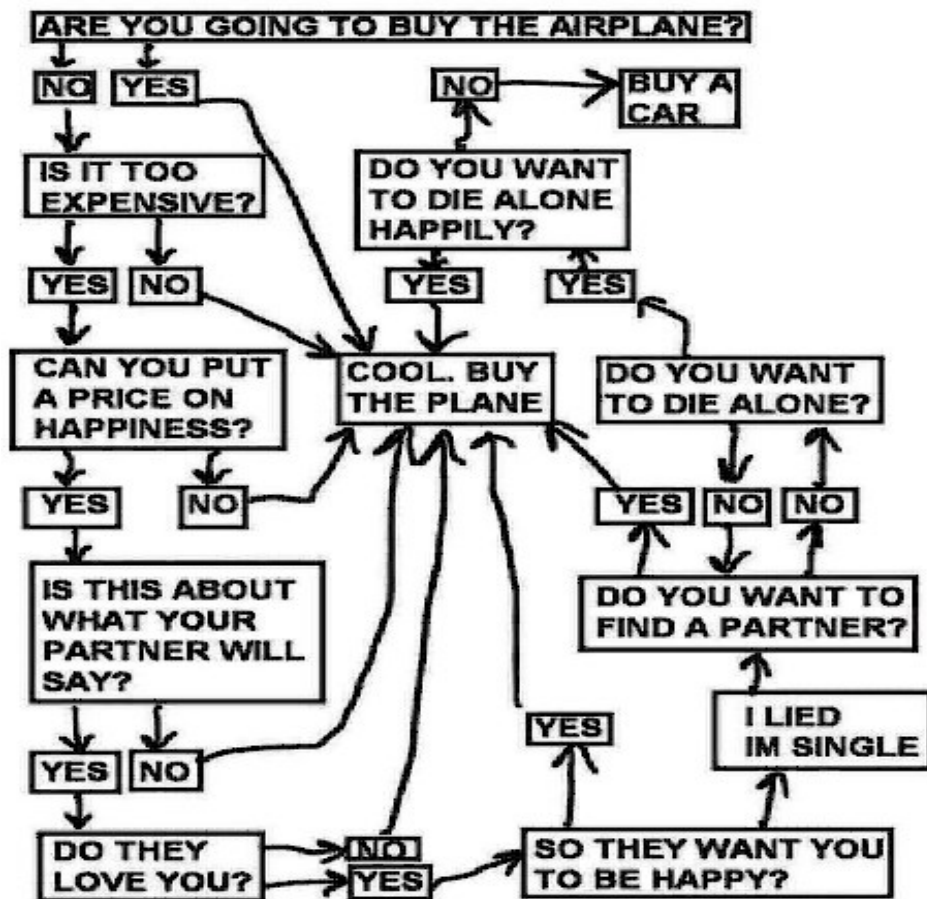 ARE YOU GOING TO BUY THE AIRPLANE?
NO
YES
NO
BUY A
CAR
IS IT TOO
EXPENSIVE?
DO YOU WANT
TO DIE ALONE
HAPPILY?
YES
NO
YES
YES
CAN YOU PUT
A PRICE ON
HAPPINESS?
COOL. BUY
THE PLANE
DO YOU WANT
TO DIE ALONE?
YES
NO
YES
NO
NO
IS THIS ABOUT
WHAT YOUR
PARTNER WILL
SAY?
DO YOU WANT TO
FIND A PARTNER?
YES
NO
YES
I LIED
IM SINGLE
DO THEY
LOVE YOU?
NO
YES
SO THEY WANT YOU
TO BE HAPPY?